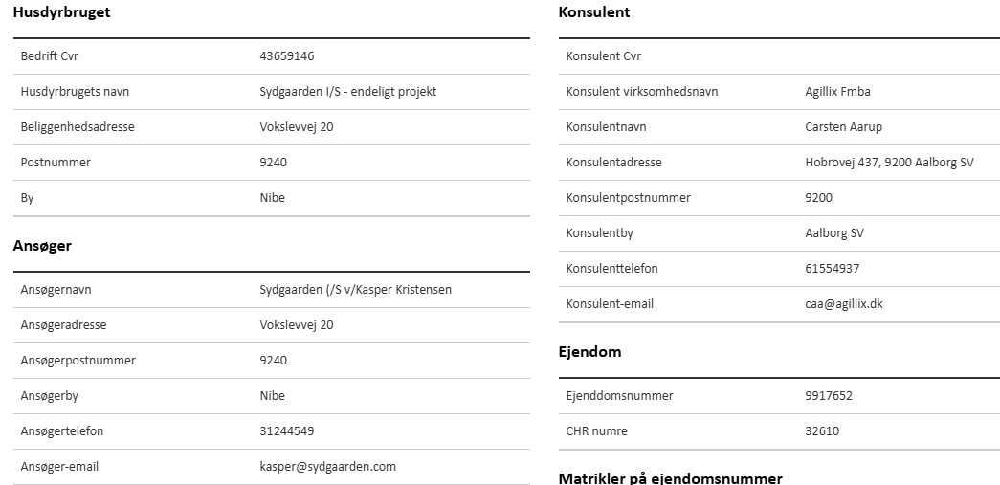 Husdyrbruget
Bedrift Cvr 43659146
Husdyrbrugets navn Sydgaarden I/S - endeligt projekt
Beliggenhedsadresse Vokslevvej 20
Postnummer 9240
By Nibe
Ansøger
Ansøgernavn Sydgaarden (/S v/Kasper Kristensen
Ansøgeradresse Vokslevvej 20
Ansøgerpostnummer 9240
Ansøgerby Nibe
Ansøgertelefon 31244549
Ansøger-email kasper@sydgaarden.com
Konsulent
Konsulent Cvr
Konsulent virksomhedsnavn Agillix Fmba
Konsulentnavn Carsten Aarup
Konsulentadresse Hobrovej 437, 9200 Aalborg SV
Konsulentpostnummer 9200
Konsulentby Aalborg SV
Konsulenttelefon 61554937
Konsulent-email caa@agillix.dk
Ejendom
Ejenddomsnummer 9917652
CHR numre 32610
Matrikler på ejendomsnummer